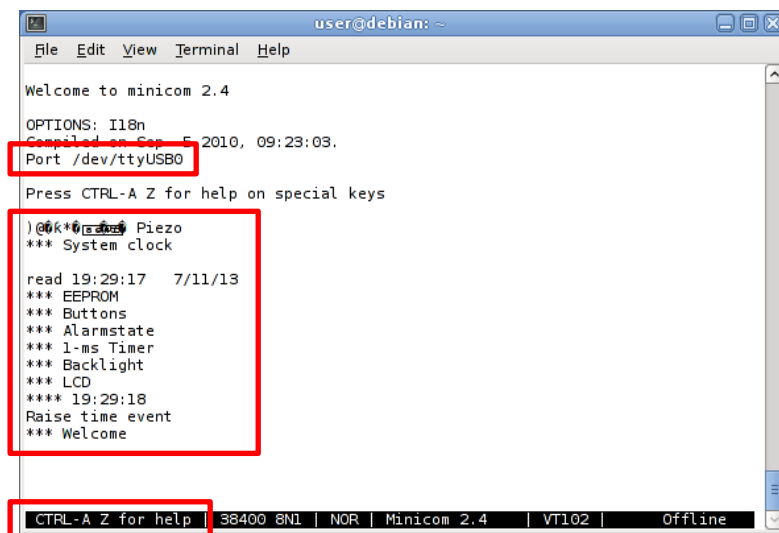 user@debian: ~
File Edit View Terminal Help
Welcome to minicom 2.4
OPTIONS: I18n
Compiled on Sep 5 2010, 09:23:03.
Port /dev/ttyUSB0
Press CTRL-A Z for help on special keys
Piezo
*** System clock
read 19:29:17 7/11/13
*** EEPROM
*** Buttons
*** Alarmstate
*** 1-ms Timer
*** Backlight
*** LCD
**** 19:29:18
Raise time event
*** Welcome
CTRL-A Z for help | 38400 8N1 | NOR | Minicom 2.4 | VT102 | Offline